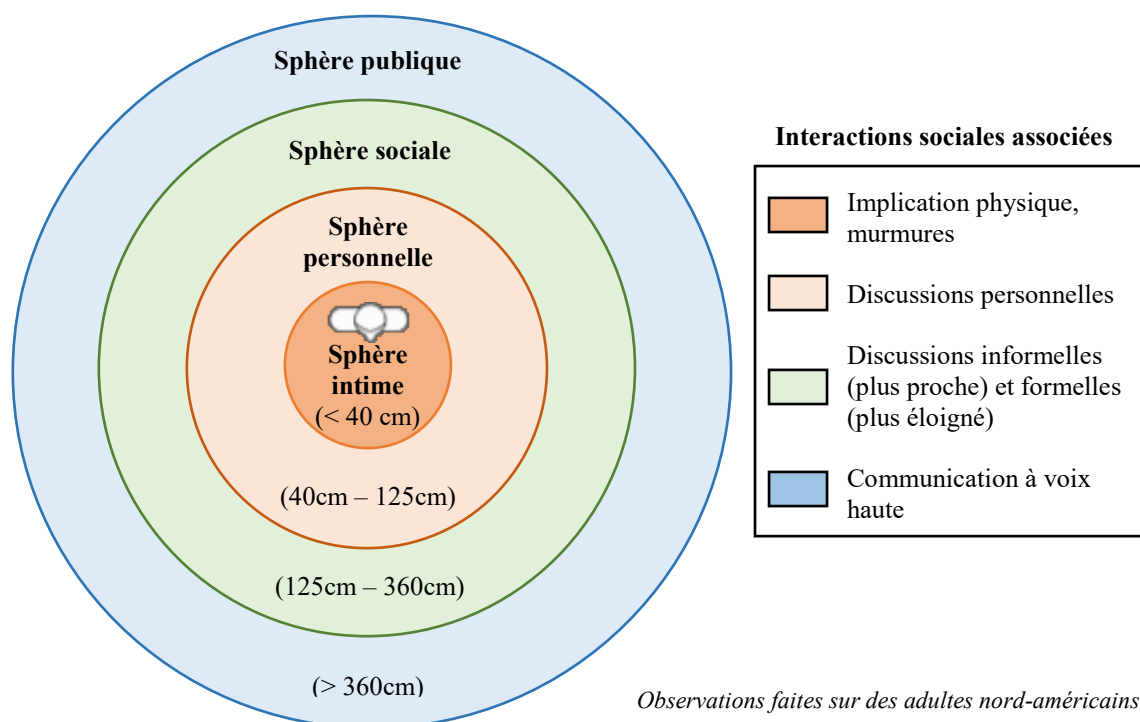 Sphère publique
Sphère sociale
Sphère
personnelle
Sphère
intime
(< 40 cm)
(40cm – 125cm)
(125cm – 360cm)
(> 360cm)
Interactions sociales associées
Implication physique,
murmures
Discussions personnelles
Discussions informelles
(plus proche) et formelles
(plus éloigné)
Communication à voix
haute
Observations faites sur des adultes nord-américains